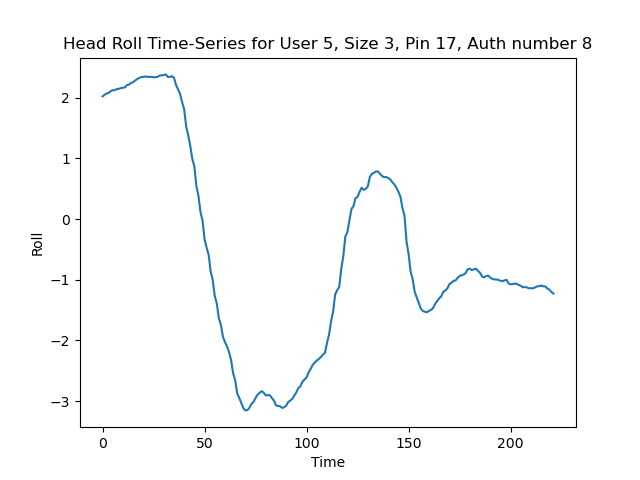 Head Roll Time-Series for User 5, Size 3, Pin 17, Auth number 8
2
1
0
−1
−2
−3
Roll
0 50 100 150 200
Time